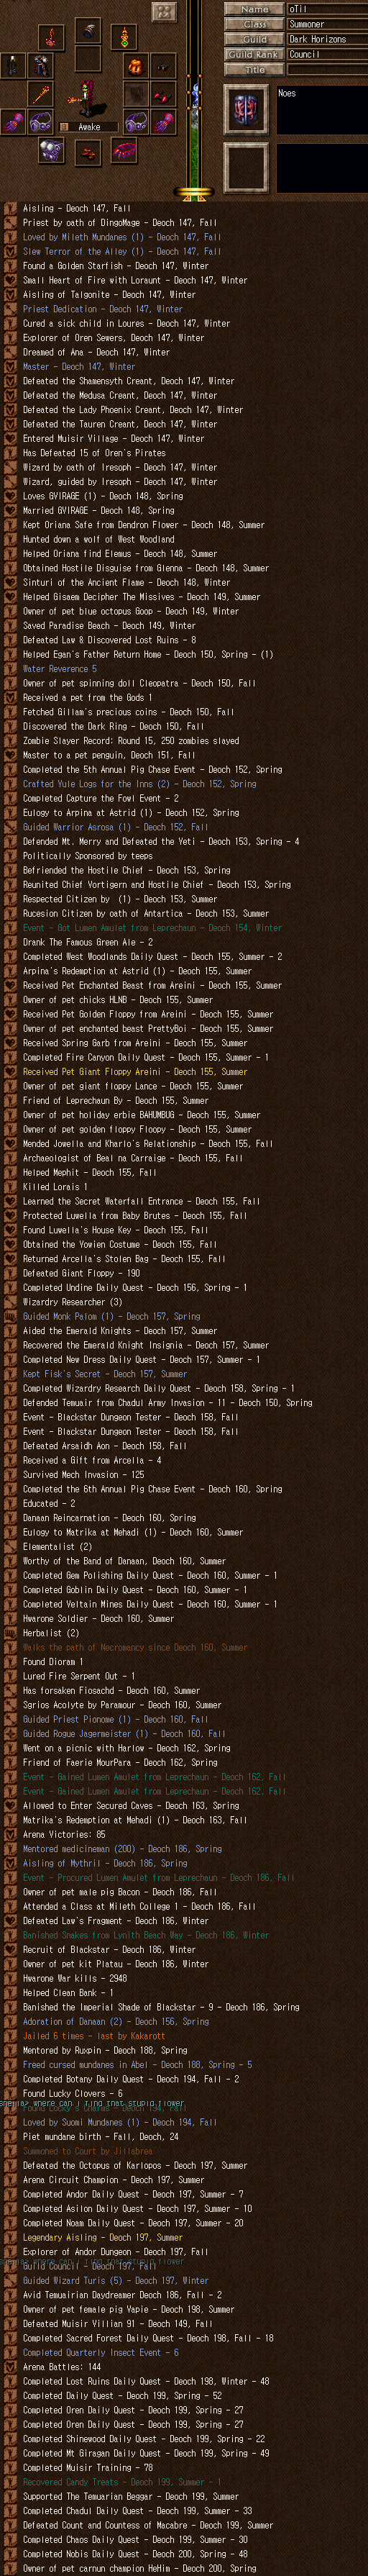 Name oTil
Class Summoner
Guild Dark Horizons
Guild Rank Council
Title
Noes
Awake
Aisling - Deoch 147, Fall
Priest by oath of DingoMage - Deoch 147, Fall
Loved by Mileth Mundanes (1) - Deoch 147, Fall
Slew Terror of the Alley (1) - Deoch 147, Fall
Found a Golden Starfish - Deoch 147, Winter
Small Heart of Fire with Loraunt - Deoch 147, Winter
Aisling of Talgonite - Deoch 147, Winter
Priest Dedication - Deoch 147, Winter
Cured a sick child in Loures - Deoch 147, Winter
Explorer of Oren Sewers, Deoch 147, Winter
Dreamed of Ana - Deoch 147, Winter
Master - Deoch 147, Winter
Defeated the Shamensyth Creant, Deoch 147, Winter
Defeated the Medusa Creant, Deoch 147, Winter
Defeated the Lady Phoenix Creant, Deoch 147, Winter
Defeated the Tauren Creant, Deoch 147, Winter
Entered Muisir Village - Deoch 147, Winter
Has Defeated 15 of Oren's Pirates
Wizard by oath of Iresoph - Deoch 147, Winter
Wizard, guided by Iresoph - Deoch 147, Winter
Loves GVIRAGE (1) - Deoch 148, Spring
Married GVIRAGE - Deoch 148, Spring
Kept Oriana Safe from Dendron Flower - Deoch 148, Summer
Hunted down a wolf of West Woodland
Helped Oriana find Elemus - Deoch 148, Summer
Obtained Hostile Disguise from Glenna - Deoch 148, Summer
Sinturi of the Ancient Flame - Deoch 148, Winter
Helped Gisaem Decipher The Missives - Deoch 149, Summer
Owner of pet blue octopus Goop - Deoch 149, Winter
Saved Paradise Beach - Deoch 149, Winter
Defeated Law & Discovered Lost Ruins - 8
Helped Egan's Father Return Home - Deoch 150, Spring - (1)
Water Reverence 5
Owner of pet spinning doll Cleopatra - Deoch 150, Fall
Received a pet from the Gods 1
Fetched Gillam's precious coins - Deoch 150, Fall
Discovered the Dark Ring - Deoch 150, Fall
Zombie Slayer Record: Round 15, 250 zombies slayed
Master to a pet penguin, Deoch 151, Fall
Completed the 5th Annual Pig Chase Event - Deoch 152, Spring
Crafted Yule Logs for the Inns (2) - Deoch 152, Spring
Completed Capture the Fowl Event - 2
Eulogy to Arpina at Astrid (1) - Deoch 152, Spring
Guided Warrior Asrosa (1) - Deoch 152, Fall
Defended Mt. Merry and Defeated the Yeti - Deoch 153, Spring - 4
Politically Sponsored by teeps
Befriended the Hostile Chief - Deoch 153, Spring
Reunited Chief Vortigern and Hostile Chief - Deoch 153, Spring
Respected Citizen by (1) - Deoch 153, Summer
Rucesion Citizen by oath of Antartica - Deoch 153, Summer
Event - Got Lumen Amulet from Leprechaun - Deoch 154, Winter
Drank The Famous Green Ale - 2
Completed West Woodlands Daily Quest - Deoch 155, Summer - 2
Arpina's Redemption at Astrid (1) - Deoch 155, Summer
Received Pet Enchanted Beast from Areini - Deoch 155, Summer
Owner of pet chicks HLNB - Deoch 155, Summer
Received Pet Golden Floppy from Areini - Deoch 155, Summer
Owner of pet enchanted beast PrettyBoi - Deoch 155, Summer
Received Spring Garb from Areini - Deoch 155, Summer
Completed Fire Canyon Daily Quest - Deoch 155, Summer - 1
Received Pet Giant Floppy Areini - Deoch 155, Summer
Owner of pet giant floppy Lance - Deoch 155, Summer
Friend of Leprechaun By - Deoch 155, Summer
Owner of pet holiday erbie BAHUMBUG - Deoch 155, Summer
Owner of pet golden floppy Floopy - Deoch 155, Summer
Mended Jowella and Kharlo's Relationship - Deoch 155, Fall
Archaeologist of Beal na Carraige - Deoch 155, Fall
Helped Mephit - Deoch 155, Fall
Killed Lorais 1
Learned the Secret Waterfall Entrance - Deoch 155, Fall
Protected Luwella from Baby Brutes - Deoch 155, Fall
Found Luwella's House Key - Deoch 155, Fall
Obtained the Yowien Costume - Deoch 155, Fall
Returned Arcella's Stolen Bag - Deoch 155, Fall
Defeated Giant Floppy - 190
Completed Undine Daily Quest - Deoch 156, Spring - 1
Wizardry Researcher (3)
Guided Monk Palom (1) - Deoch 157, Spring
Aided the Emerald Knights - Deoch 157, Summer
Recovered the Emerald Knight Insignia - Deoch 157, Summer
Completed New Dress Daily Quest - Deoch 157, Summer - 1
Kept Fisk's Secret - Deoch 157, Summer
Completed Wizardry Research Daily Quest - Deoch 158, Spring - 1
Defended Temuair from Chadul Army Invasion - 11 - Deoch 150, Spring
Event - Blackstar Dungeon Tester - Deoch 158, Fall
Event - Blackstar Dungeon Tester - Deoch 158, Fall
Defeated Arsaidh Aon - Deoch 158, Fall
Received a Gift from Arcella - 4
Survived Mech Invasion - 125
Completed the 6th Annual Pig Chase Event - Deoch 160, Spring
Educated - 2
Danaan Reincarnation - Deoch 160, Spring
Eulogy to Matrika at Mehadi (1) - Deoch 160, Summer
Elementalist (2)
Worthy of the Band of Danaan, Deoch 160, Summer
Completed Gem Polishing Daily Quest - Deoch 160, Summer - 1
Completed Goblin Daily Quest - Deoch 160, Summer - 1
Completed Veltain Mines Daily Quest - Deoch 160, Summer - 1
Hwarone Soldier - Deoch 160, Summer
Herbalist (2)
Walks the path of Necromancy since Deoch 160, Summer
Found Dioram 1
Lured Fire Serpent Out - 1
Has forsaken Fiosachd - Deoch 160, Summer
Sgrios Acolyte by Paramour - Deoch 160, Summer
Guided Priest Pionome (1) - Deoch 160, Fall
Guided Rogue Jagermeister (1) - Deoch 160, Fall
Went on a picnic with Harlow - Deoch 162, Spring
Friend of Faerie MourPara - Deoch 162, Spring
Event - Gained Lumen Amulet from Leprechaun - Deoch 162, Fall
Event - Gained Lumen Amulet from Leprechaun - Deoch 162, Fall
Allowed to Enter Secured Caves - Deoch 163, Spring
Matrika's Redemption at Mehadi (1) - Deoch 163, Fall
Arena Victories: 85
Mentored medicineman (200) - Deoch 186, Spring
Aisling of Mythril - Deoch 186, Spring
Event - Procured Lumen Amulet from Leprechaun - Deoch 186, Fall
Owner of pet male pig Bacon - Deoch 186, Fall
Attended a Class at Mileth College 1 - Deoch 186, Fall
Defeated Law's Fragment - Deoch 186, Winter
Banished Snakes from Lynith Beach Way - Deoch 186, Winter
Recruit of Blackstar - Deoch 186, Winter
Owner of pet kit Platau - Deoch 186, Winter
Hwarone War kills - 2948
Helped Clean Bank - 1
Banished the Imperial Shade of Blackstar - 9 - Deoch 186, Spring
Adoration of Danaan (2) - Deoch 156, Spring
Jailed 6 times - last by Kakarott
Mentored by Ruxpin - Deoch 188, Spring
Freed cursed mundanes in Abel - Deoch 188, Spring - 5
Completed Botany Daily Quest - Deoch 194, Fall - 2
Found Lucky Clovers - 6
where can i find that stupid flower
Found Lucky's Charms - Deoch 194, Fall
Loved by Suomi Mundanes (1) - Deoch 194, Fall
Piet mundane birth - Fall, Deoch, 24
Summoned to Court by Jillabrea
Defeated the Octopus of Karlopos - Deoch 197, Summer
Arena Circuit Champion - Deoch 197, Summer
Completed Andor Daily Quest - Deoch 197, Summer - 7
Completed Asilon Daily Quest - Deoch 197, Summer - 10
Completed Noam Daily Quest - Deoch 197, Summer - 20
Legendary Aisling - Deoch 197, Summer
Explorer of Andor Dungeon - Deoch 197, Fall
where can i find that stupid flower
Guild Council - Deoch 197, Fall
Guided Wizard Turis (5) - Deoch 197, Winter
Avid Temuairian Daydreamer Deoch 186, Fall - 2
Owner of pet female pig Vapie - Deoch 198, Summer
Defeated Muisir Villian 91 - Deoch 149, Fall
Completed Sacred Forest Daily Quest - Deoch 198, Fall - 18
Completed Quarterly Insect Event - 6
Arena Battles: 144
Completed Lost Ruins Daily Quest - Deoch 198, Winter - 48
Completed Daily Quest - Deoch 199, Spring - 52
Completed Oren Daily Quest - Deoch 199, Spring - 27
Completed Oren Daily Quest - Deoch 199, Spring - 27
Completed Shinewood Daily Quest - Deoch 199, Spring - 22
Completed Mt Giragan Daily Quest - Deoch 199, Spring - 49
Completed Muisir Training - 78
Recovered Candy Treats - Deoch 199, Summer - 1
Supported The Temuarian Beggar - Deoch 199, Summer
Completed Chadul Daily Quest - Deoch 199, Summer - 33
Defeated Count and Countess of Macabre - Deoch 199, Summer
Completed Chaos Daily Quest - Deoch 199, Summer - 30
Completed Nobis Daily Quest - Deoch 200, Spring - 48
Owner of pet carnun champion HeHim - Deoch 200, Spring